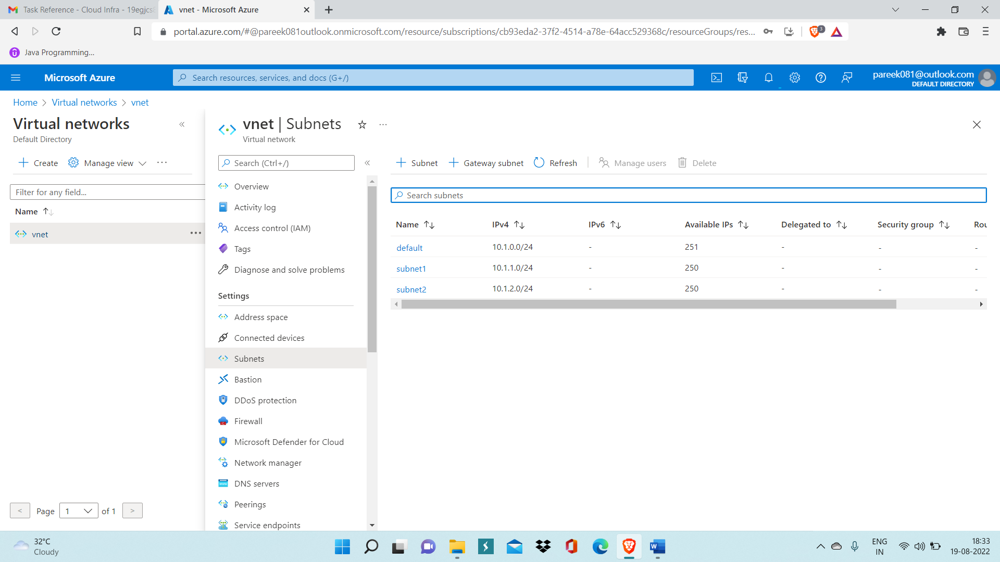 Task Reference - Cloud Infra - 19egjcs
vnet - Microsoft Azure
portal.azure.com/#@pareek081outlook.onmicrosoft.com/resource/subscriptions/cb93eda2-37f2-4514-a78e-64acc529368c/resourceGroups/res...
3
Java Programming...
Microsoft Azure
Search resources, services, and docs (G+/)
pareek081@outlook.com
DEFAULT DIRECTORY
Home > Virtual networks > vnet
Virtual networks
Default Directory
Create
Manage view
Filter for any field...
Name
vnet
Page 1 of 1
vnet | Subnets
Virtual network
Search (Ctrl+/)
Overview
Activity log
Access control (IAM)
Tags
Diagnose and solve problems
Settings
Address space
Connected devices
Subnets
Bastion
DDoS protection
Firewall
Microsoft Defender for Cloud
Network manager
DNS servers
Peerings
Service endpoints
Subnet Gateway subnet Refresh Manage users Delete
Search subnets
Name IPv4 IPv6 Available IPs Delegated to Security group Rou
default 10.1.0.0/24 - 251 - - -
subnet1 10.1.1.0/24 - 250 - - -
subnet2 10.1.2.0/24 - 250 - - -
32°C
Cloudy
ENG
IN
18:33
19-08-2022